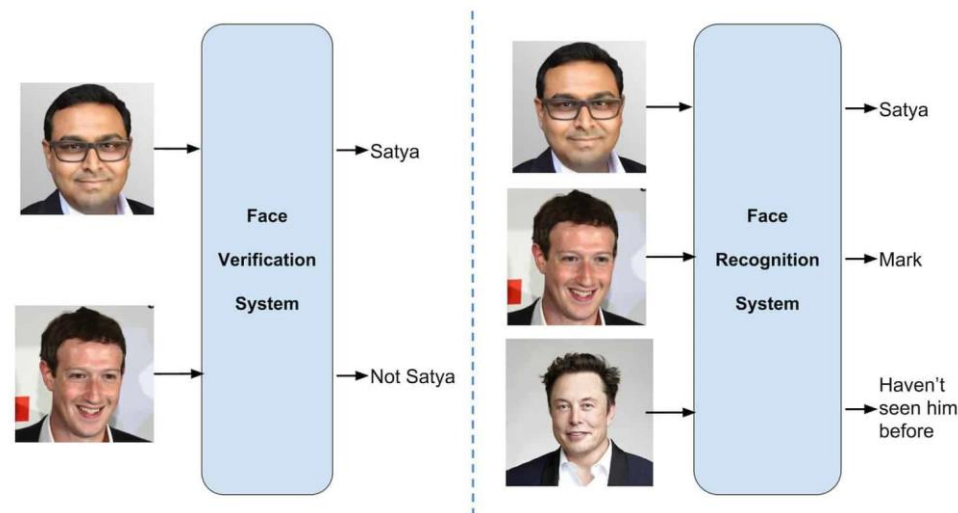 Face
Verification
System
Satya
Not Satya
Face
Recognition
System
Satya
Mark
Haven’t
seen him
before